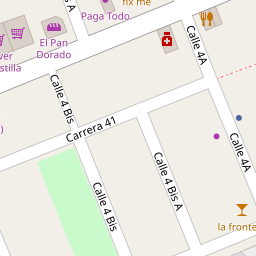 fix me
Paga Todo
El Pan
Dorado
ver
stilla
Calle 4A
Calle 4 Bis
Carrera 41
)
Calle 4 Bis
Calle 4 Bis A
Calle 4A
la fronte